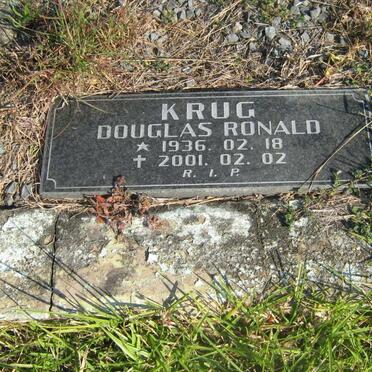 KRUG
DOUGLAS RONALD
☆ 1936. 02. 18
✝ 2001. 02. 02
R. I. P.